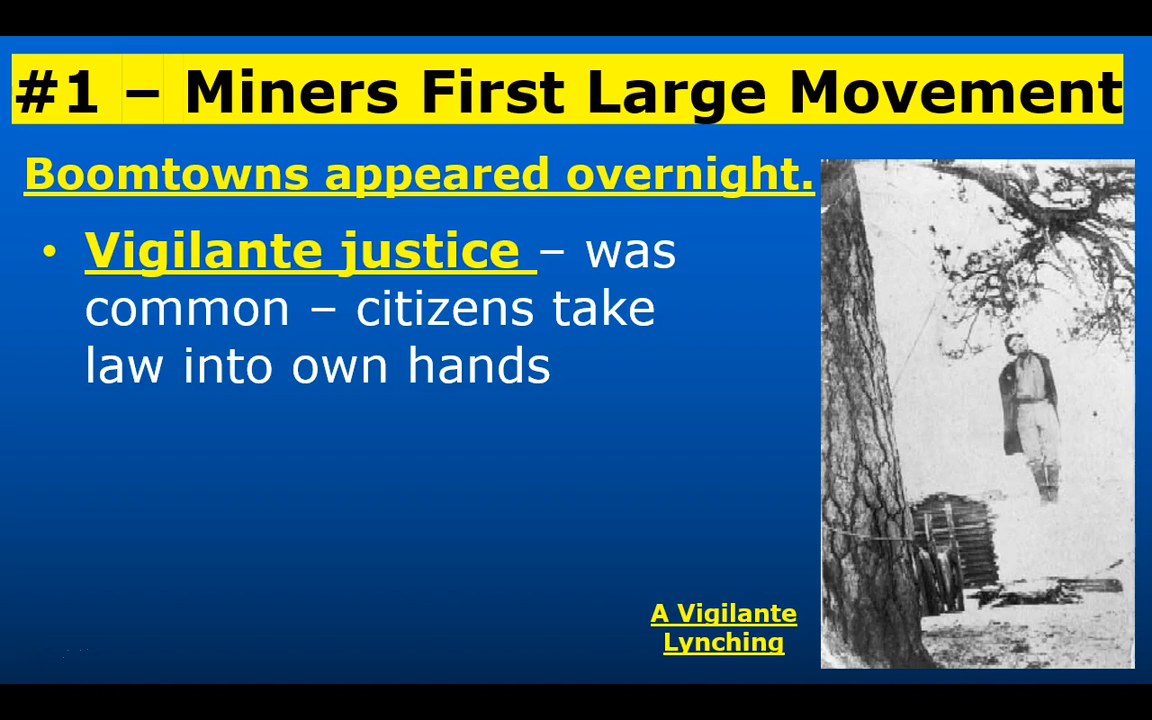 #1 – Miners First Large Movement
Boomtowns appeared overnight.
• Vigilante justice – was
common – citizens take
law into own hands
A Vigilante
Lynching